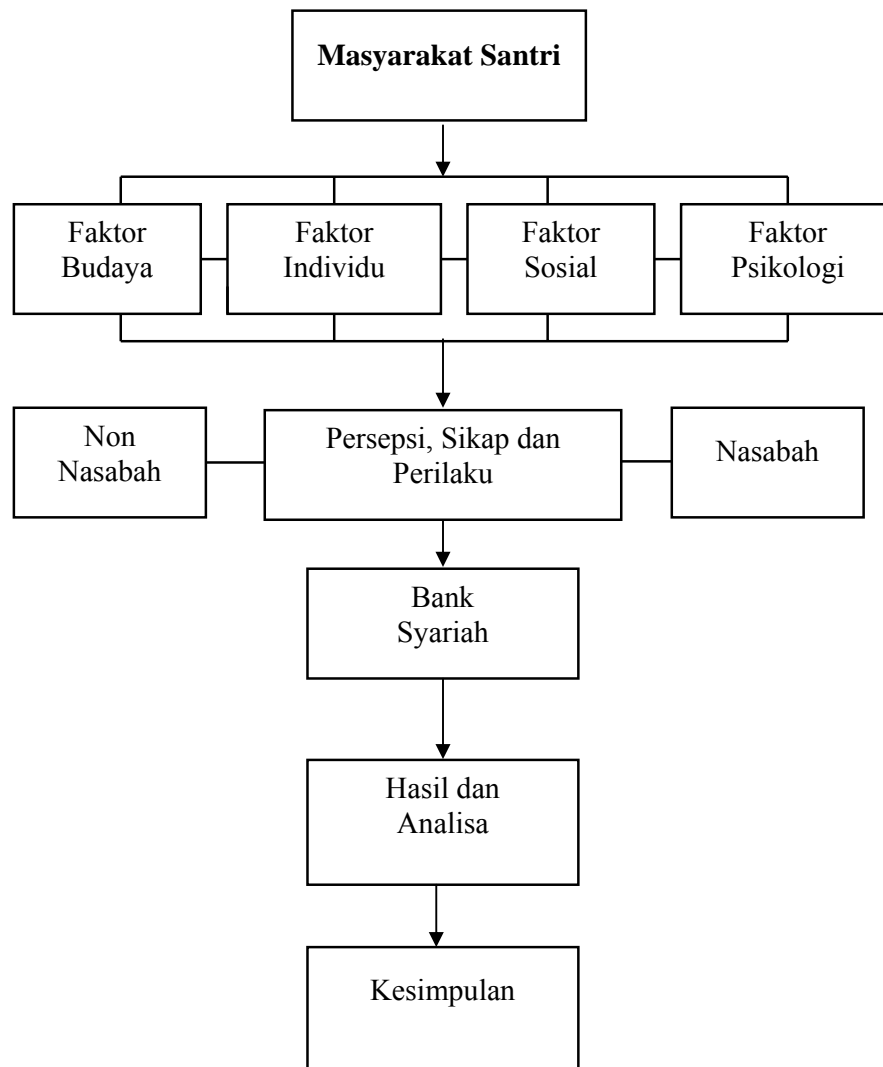 Masyarakat Santri
Faktor
Budaya
Faktor
Individu
Faktor
Sosial
Faktor
Psikologi
Non
Nasabah
Persepsi, Sikap dan
Perilaku
Nasabah
Bank
Syariah
Hasil dan
Analisa
Kesimpulan